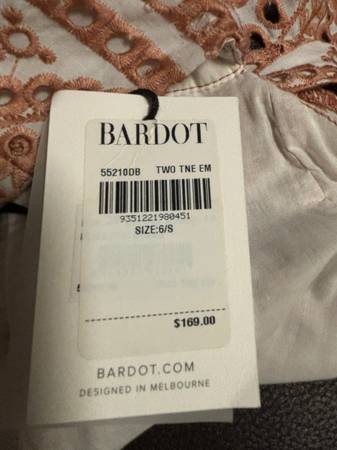 BARDOT
55210DB TWO TNE EM
9351221980451
SIZE:6/S
$169.00
BARDOT.COM
DESIGNED IN MELBOURNE